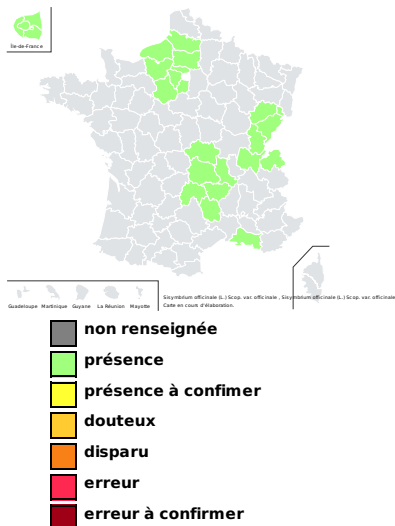 Île-de-France
Guadeloupe Martinique Guyane La Réunion Mayotte
Sisymbrium officinale (L.) Scop. var. officinale , Sisymbrium officinale (L.) Scop. var. officinale
Carte en cours d'élaboration.
non renseignée
présence
présence à confimer
douteux
disparu
erreur
erreur à confirmer